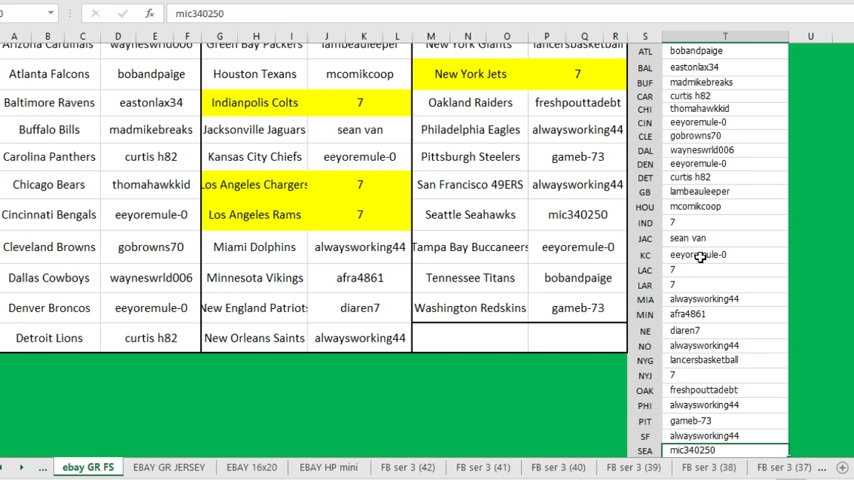 mic340250
fx
A B C D E F G H I J K L M N O P Q R S T U V
Arizona Cardinals wayneswrld006 Green Bay Packers lambeauleeper New York Giants lancersbasketball ATL bobandpaige
Atlanta Falcons bobandpaige Houston Texans mcomikcoop New York Jets 7 BAL eastonlax34
BUF madmikebreaks
Baltimore Ravens eastonlax34 Indianpolis Colts 7 Oakland Raiders freshpouttadebt CAR curtis h82
CHI thomahawkkid
Buffalo Bills madmikebreaks Jacksonville Jaguars sean van Philadelphia Eagles alwaysworking44 CIN eeyoremule-0
CLE gobrowns70
Carolina Panthers curtis h82 Kansas City Chiefs eeyoremule-0 Pittsburgh Steelers gameb-73 DAL wayneswrld006
DEN eeyoremule-0
Chicago Bears thomahawkkid Los Angeles Chargers 7 San Francisco 49ERS alwaysworking44 DET curtis h82
GB lambeauleeper
Cincinnati Bengals eeyoremule-0 Los Angeles Rams 7 Seattle Seahawks mic340250 HOU mcomikcoop
IND 7
Cleveland Browns gobrowns70 Miami Dolphins alwaysworking44 Tampa Bay Buccaneers eeyoremule-0 JAC sean van
KC eeyoremule-0
Dallas Cowboys wayneswrld006 Minnesota Vikings afra4861 Tennessee Titans bobandpaige LAC 7
LAR 7
Denver Broncos eeyoremule-0 New England Patriots diaren7 Washington Redskins gameb-73 MIA alwaysworking44
MIN afra4861
Detroit Lions curtis h82 New Orleans Saints alwaysworking44 NE diaren7
NO alwaysworking44
NYG lancersbasketball
NYJ 7
OAK freshpouttadebt
PHI alwaysworking44
PIT gameb-73
SF alwaysworking44
SEA mic340250
... ebay GR FS EBAY GR JERSEY EBAY 16x20 EBAY HP mini FB ser 3 (42) FB ser 3 (41) FB ser 3 (40) FB ser 3 (39) FB ser 3 (38) FB ser 3 (37) ...